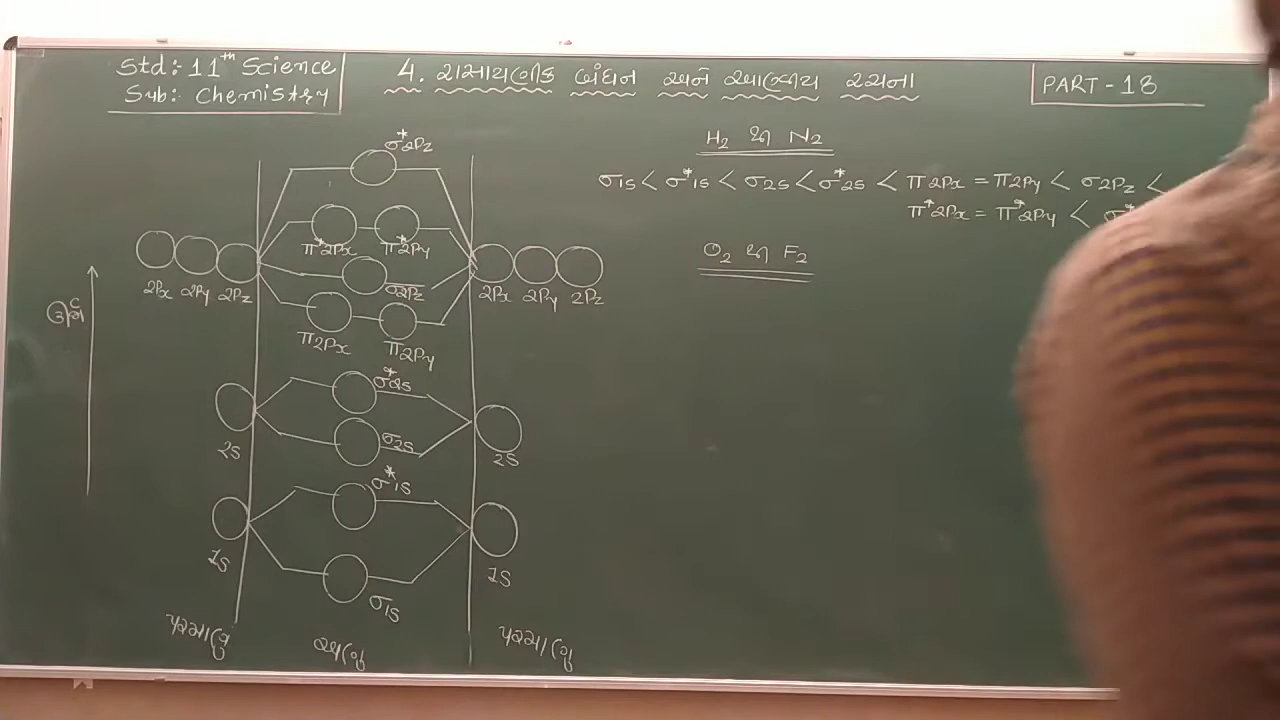 Std:- 11th Science
Sub:- Chemistry
4. રાસાયણીક બંધન અને આણ્વીય રચના
PART - 18
H2 થી N2
σ1s < σ*1s < σ2s < σ*2s < π2Px = π2Py < σ2Pz <
π*2Px = π*2Py < σ*
O2 થી F2
σ*2Pz
π*2Px π*2Py
σ2Pz
2Px 2Py 2Pz
2Px 2Py 2Pz
π2Px π2Py
ઊર્જા
σ*2s
σ2s
2s
2s
σ*1s
1s
1s
σ1s
પરમાણુ
અણુ
પરમાણુ